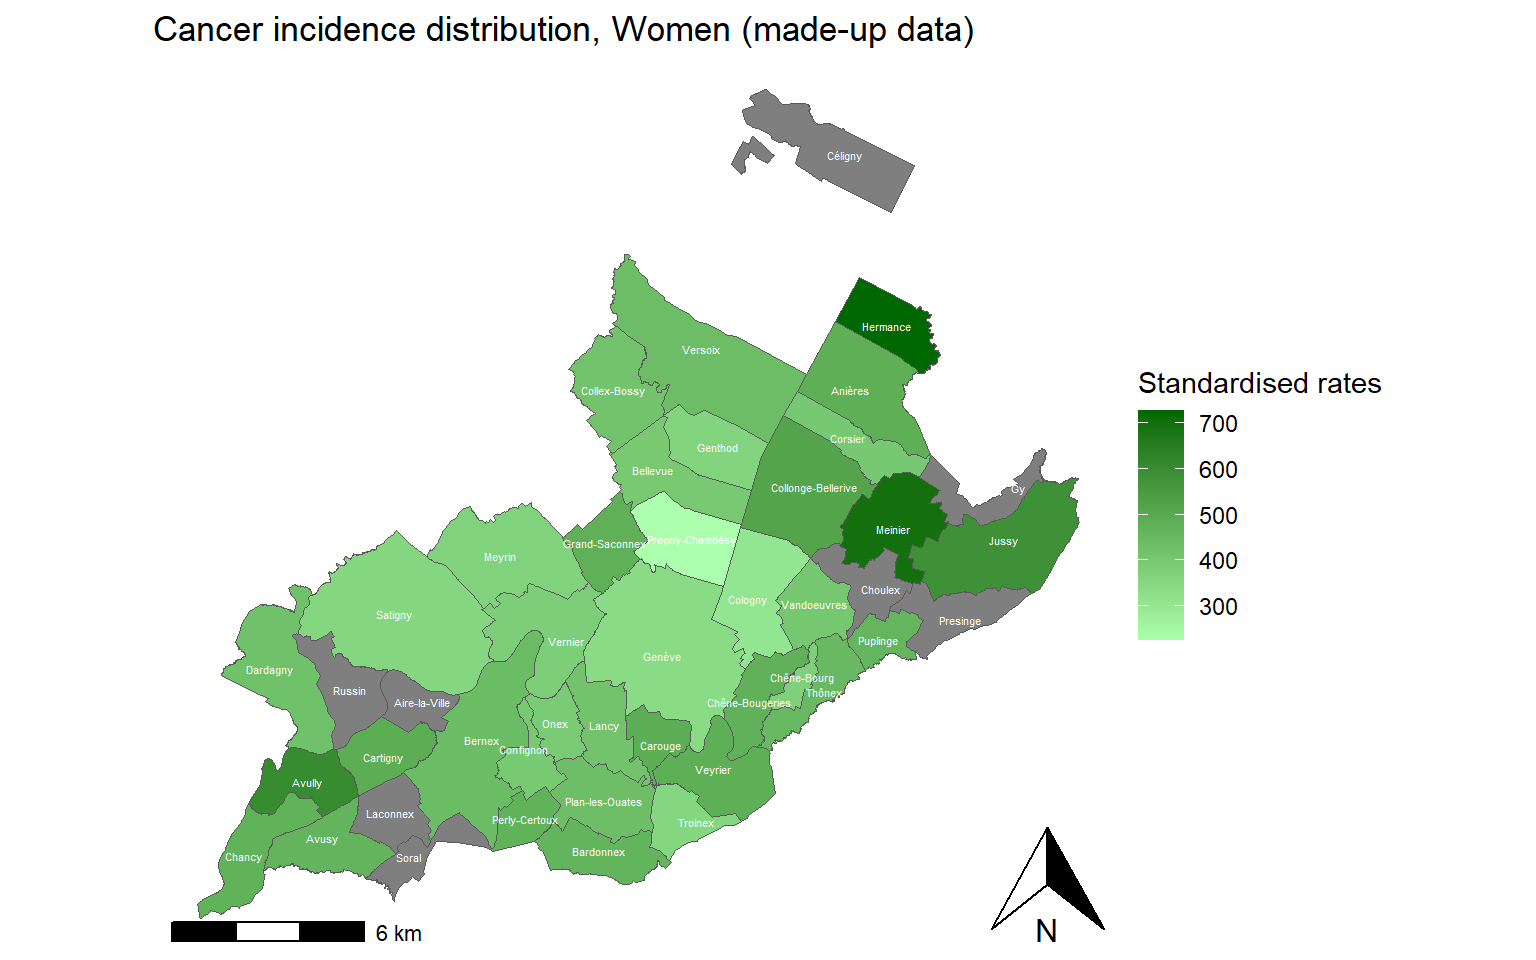 Cancer incidence distribution, Women (made-up data)
Céligny
Hermance
Versoix
Anières
Collex-Bossy
Corsier
Genthod
Bellevue
Collonge-Bellerive
Gy
Meinier
Jussy
Grand-Saconnex
Pregny-Chambésy
Meyrin
Choulex
Cologny
Vandoeuvres
Satigny
Presinge
Puplinge
Vernier
Genève
Dardagny
Chêne-Bourg
Russin
Thônex
Aire-la-Ville
Chêne-Bougeries
Onex
Lancy
Bernex
Carouge
Confignon
Cartigny
Veyrier
Avully
Plan-les-Ouates
Laconnex
Perly-Certoux
Troinex
Avusy
Bardonnex
Chancy
Soral
Standardised rates
700
600
500
400
300
6 km
N